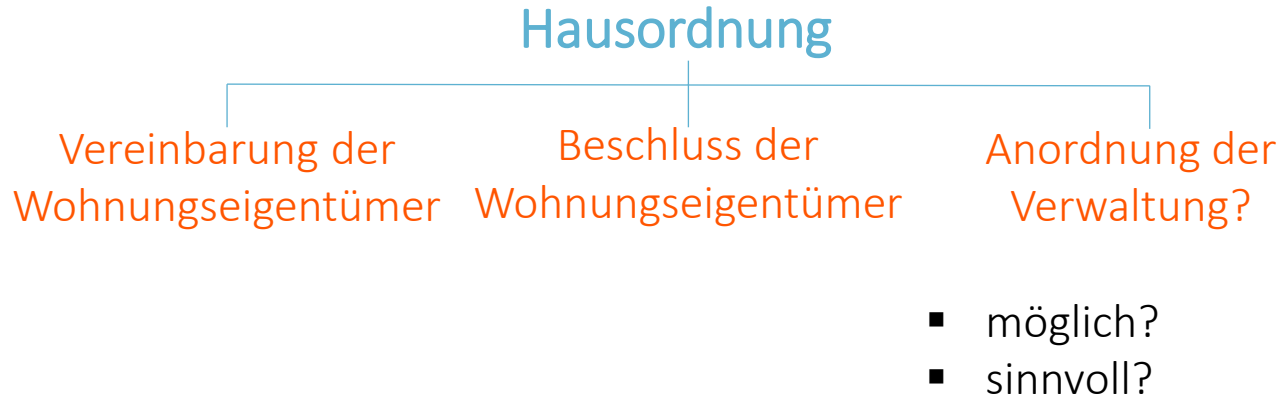 Hausordnung
Vereinbarung der
Wohnungseigentümer
Beschluss der
Wohnungseigentümer
Anordnung der
Verwaltung?
▪ möglich?
▪ sinnvoll?